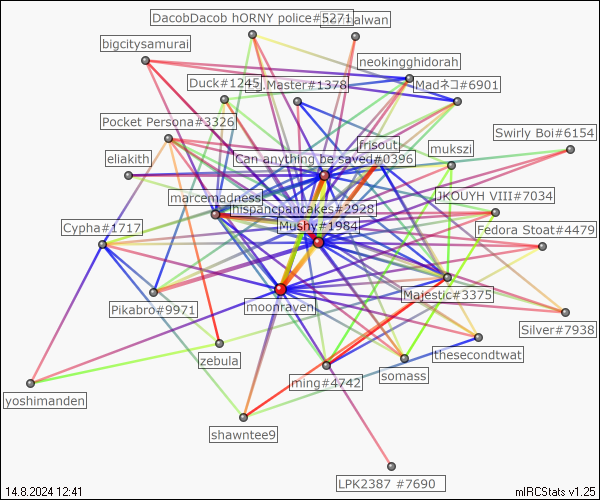 DacobDacob hORNY police#5271
alwan
bigcitysamurai
neokingghidorah
Duck#1245
.Master#1378
Madネコ#6901
Pocket Persona#3326
Swirly Boi#6154
frisout
mukszi
eliakith
Can anything be saved#0396
marcemadness
JKOUYH VIII#7034
hispancpancakes#2928
Cypha#1717
Mushy#1984
Fedora Stoat#4479
Majestic#3375
Pikabro#9971
moonraven
Silver#7938
zebula
thesecondtwat
somass
ming#4742
yoshimanden
shawntee9
LPK2387 #7690
14.8.2024 12:41
mIRCStats v1.25